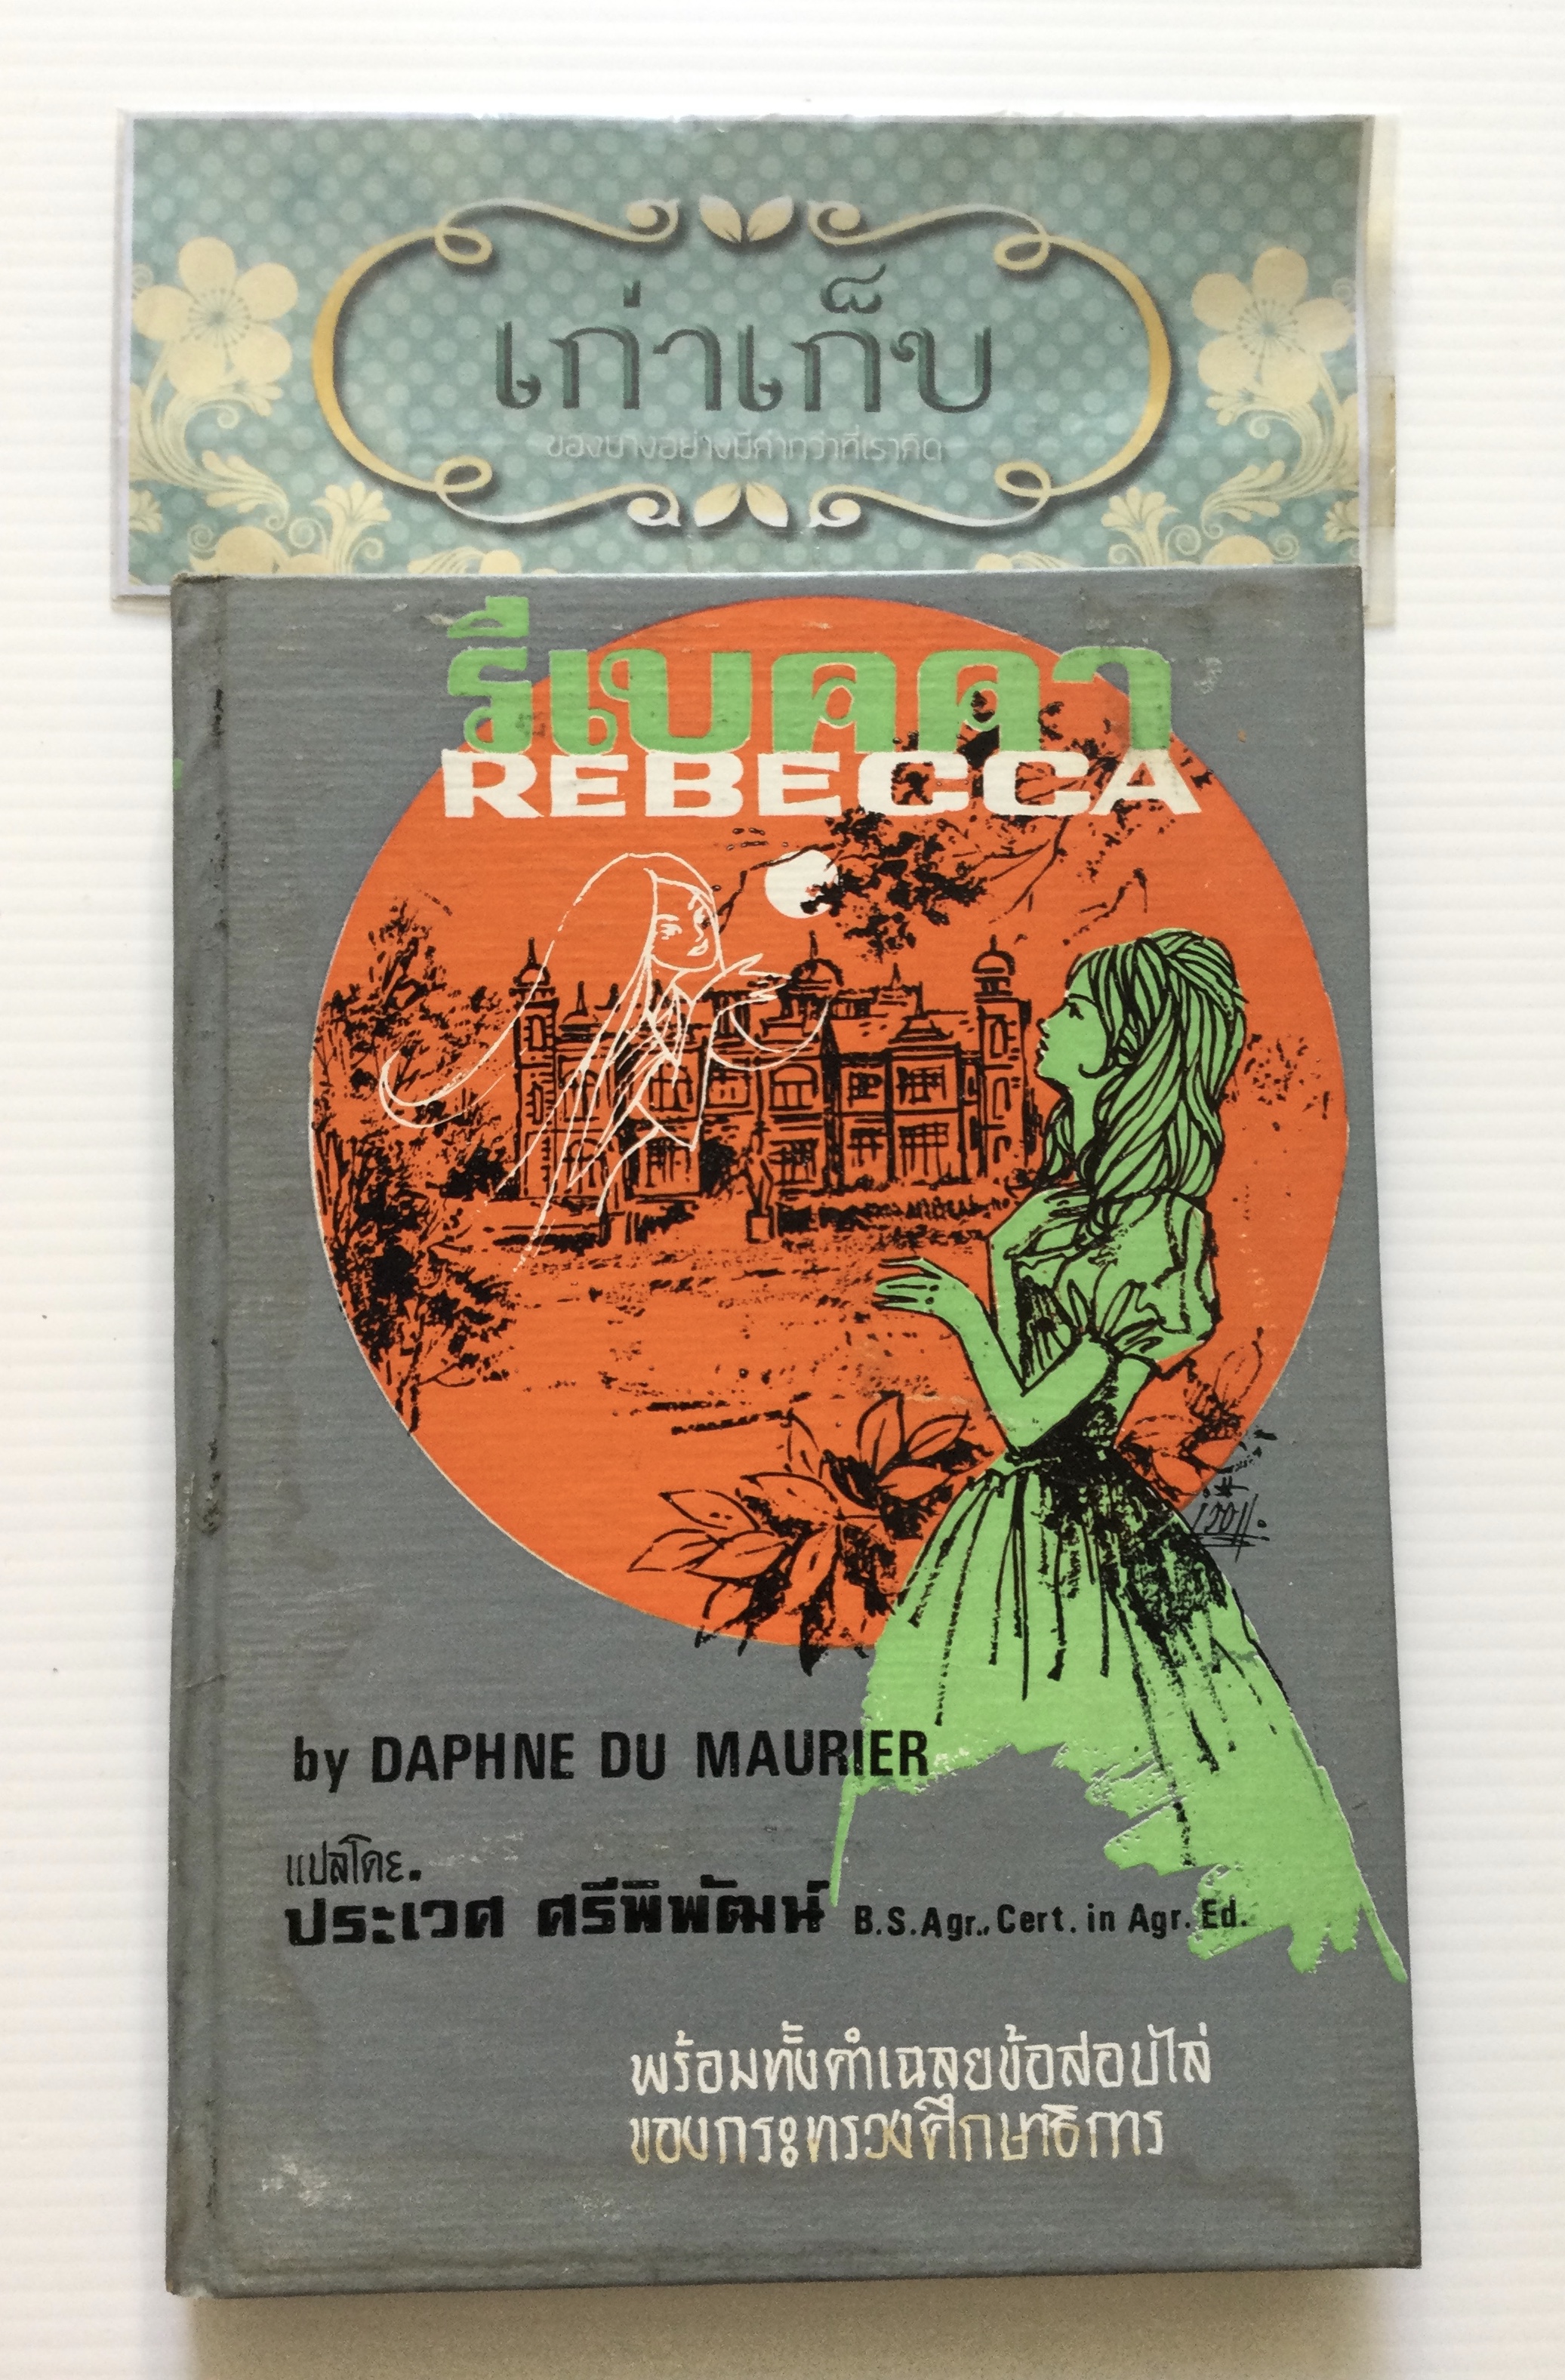 เก่าเก็บ
ของบางอย่างมีค่ากว่าที่เราคิด
รีเบคคา
REBECCA
by DAPHNE DU MAURIER
แปลโดย.
ประเวศ ศรีพิพัฒน์ B.S.Agr., Cert. in Agr. Ed.
พร้อมทั้งคำเฉลยข้อสอบไล่
ของกระทรวงศึกษาธิการ